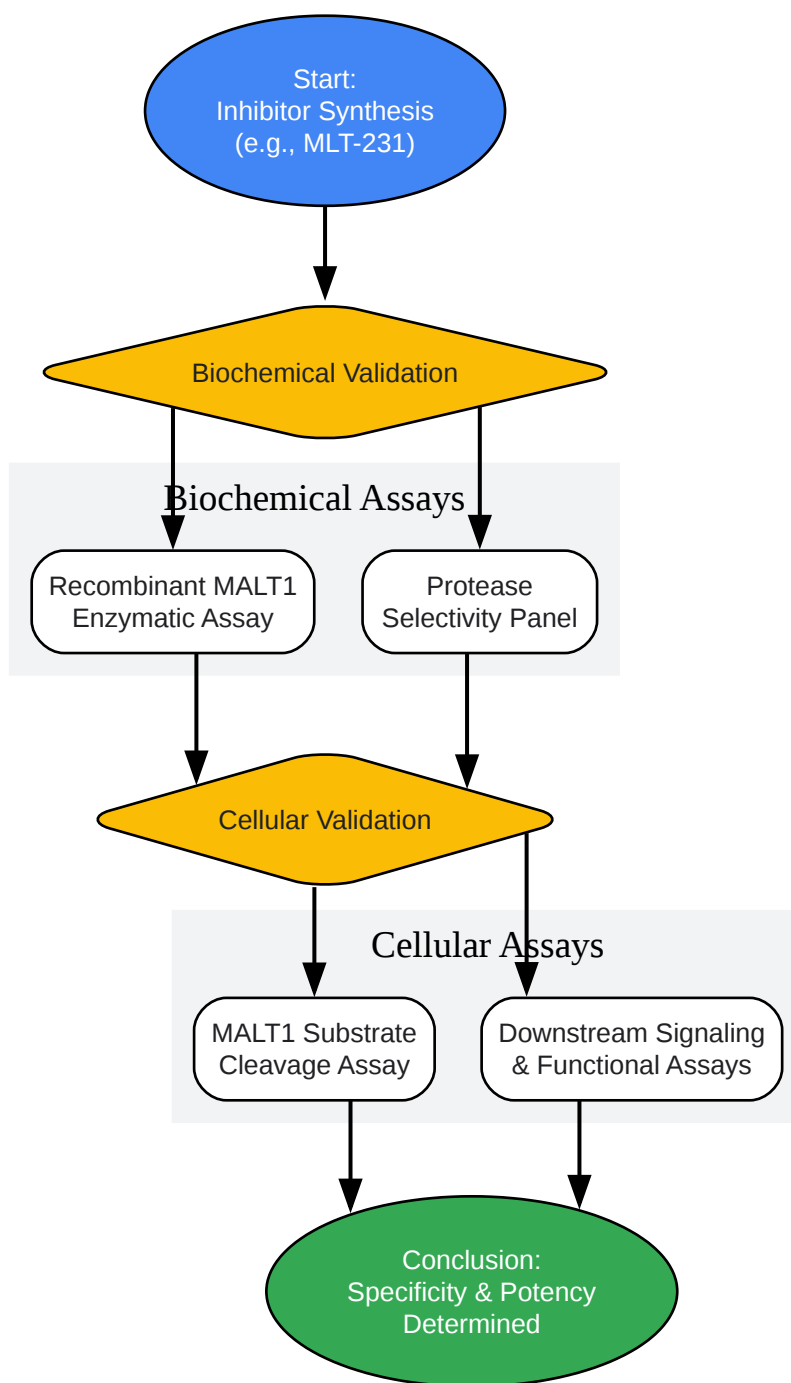 Start:
Inhibitor Synthesis
(e.g., MLT-231)
Biochemical Validation
Biochemical Assays
Recombinant MALT1
Enzymatic Assay
Protease
Selectivity Panel
Cellular Validation
Cellular Assays
MALT1 Substrate
Cleavage Assay
Downstream Signaling
& Functional Assays
Conclusion:
Specificity & Potency
Determined